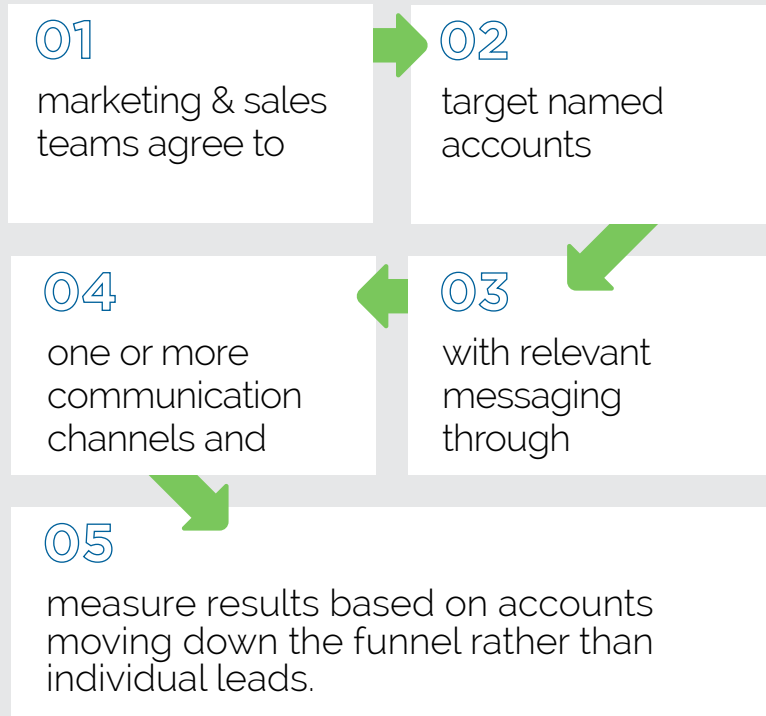 01
marketing & sales
teams agree to
02
target named
accounts
03
with relevant
messaging
through
04
one or more
communication
channels and
05
measure results based on accounts
moving down the funnel rather than
individual leads.